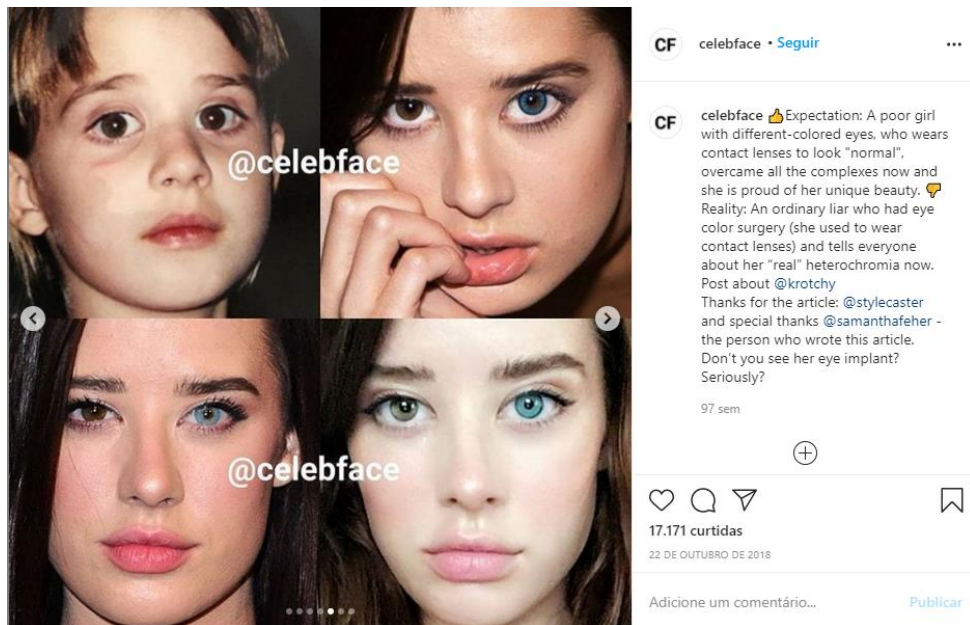 @celebface
@celebface
CF
celebface • Seguir
CF
celebface 👍Expectation: A poor girl
with different-colored eyes, who wears
contact lenses to look "normal",
overcame all the complexes now and
she is proud of her unique beauty. 👎
Reality: An ordinary liar who had eye
color surgery (she used to wear
contact lenses) and tells everyone
about her "real" heterochromia now.
Post about @krotchy
Thanks for the article: @stylecaster
and special thanks @samanthafeher -
the person who wrote this article.
Don't you see her eye implant?
Seriously?
97 sem
17.171 curtidas
22 DE OUTUBRO DE 2018
Adicione um comentário... Publicar